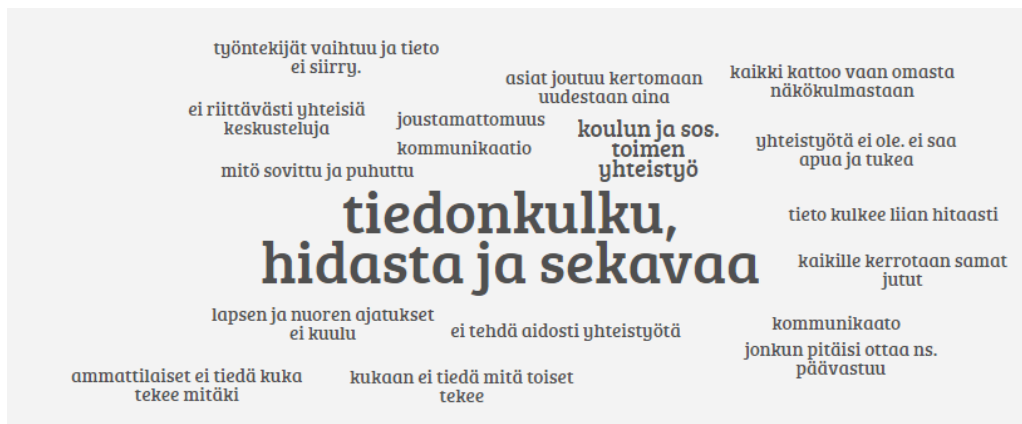 työntekijät vaihtuu ja tieto
ei siirry.
asiat joutuu kertomaan
uudestaan aina
kaikki kattoo vaan omasta
näkökulmastaan
ei riittävästi yhteisiä
keskusteluja
joustamattomuus
koulun ja sos.
toimen
yhteistyö
yhteistyötä ei ole. ei saa
apua ja tukea
kommunikaatio
mitö sovittu ja puhuttu
tiedonkulku,
hidasta ja sekavaa
tieto kulkee liian hitaasti
kaikille kerrotaan samat
jutut
lapsen ja nuoren ajatukset
ei kuulu
ei tehdä aidosti yhteistyötä
kommunikaato
jonkun pitäisi ottaa ns.
päävastuu
ammattilaiset ei tiedä kuka
tekee mitäki
kukaan ei tiedä mitä toiset
tekee